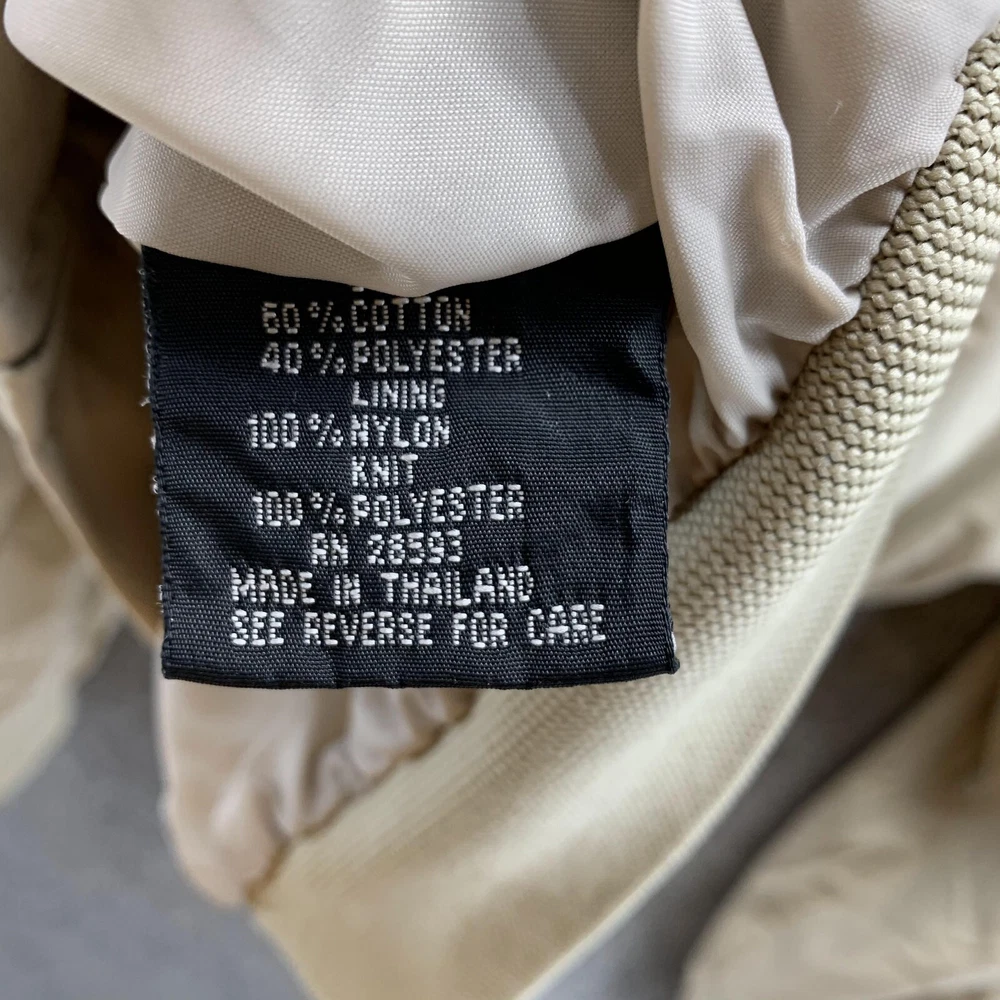 60% COTTON
40% POLYESTER
LINING
100% NYLON
KNIT
100% POLYESTER
RN 28593
MADE IN THAILAND
SEE REVERSE FOR CARE